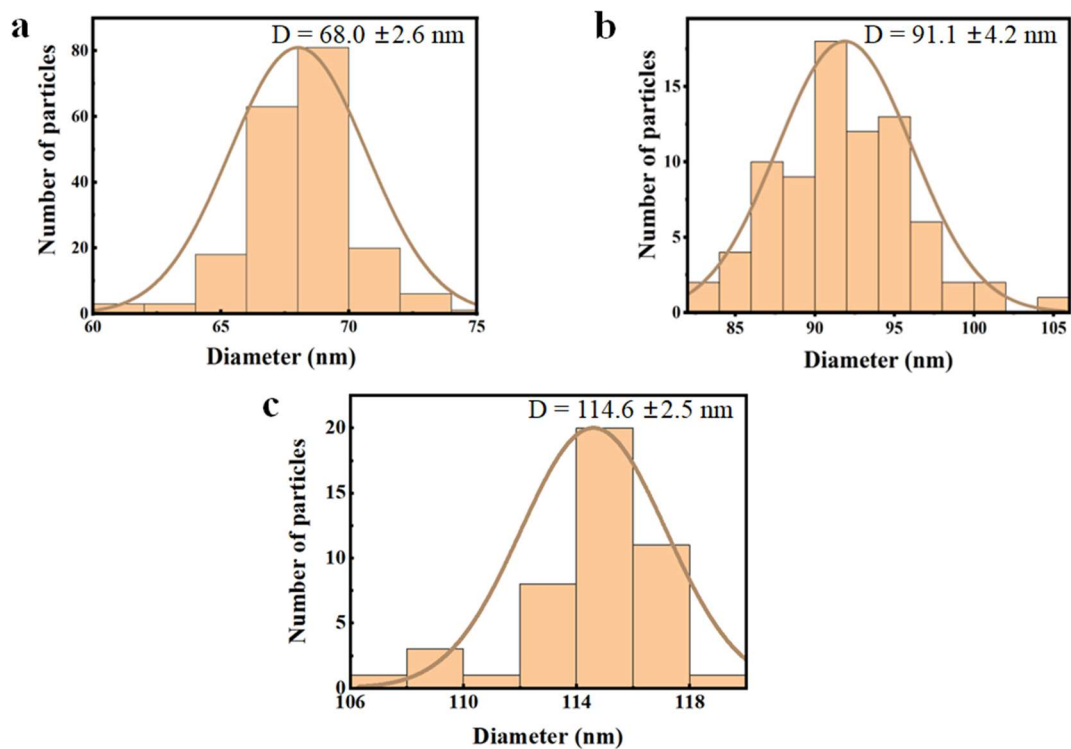 a
D = 68.0 ±2.6 nm
Number of particles
80
60
40
20
0
60
65
70
75
Diameter (nm)
b
D = 91.1 ±4.2 nm
Number of particles
15
10
5
0
85
90
95
100
105
Diameter (nm)
c
D = 114.6 ±2.5 nm
Number of particles
20
15
10
5
0
106
110
114
118
Diameter (nm)